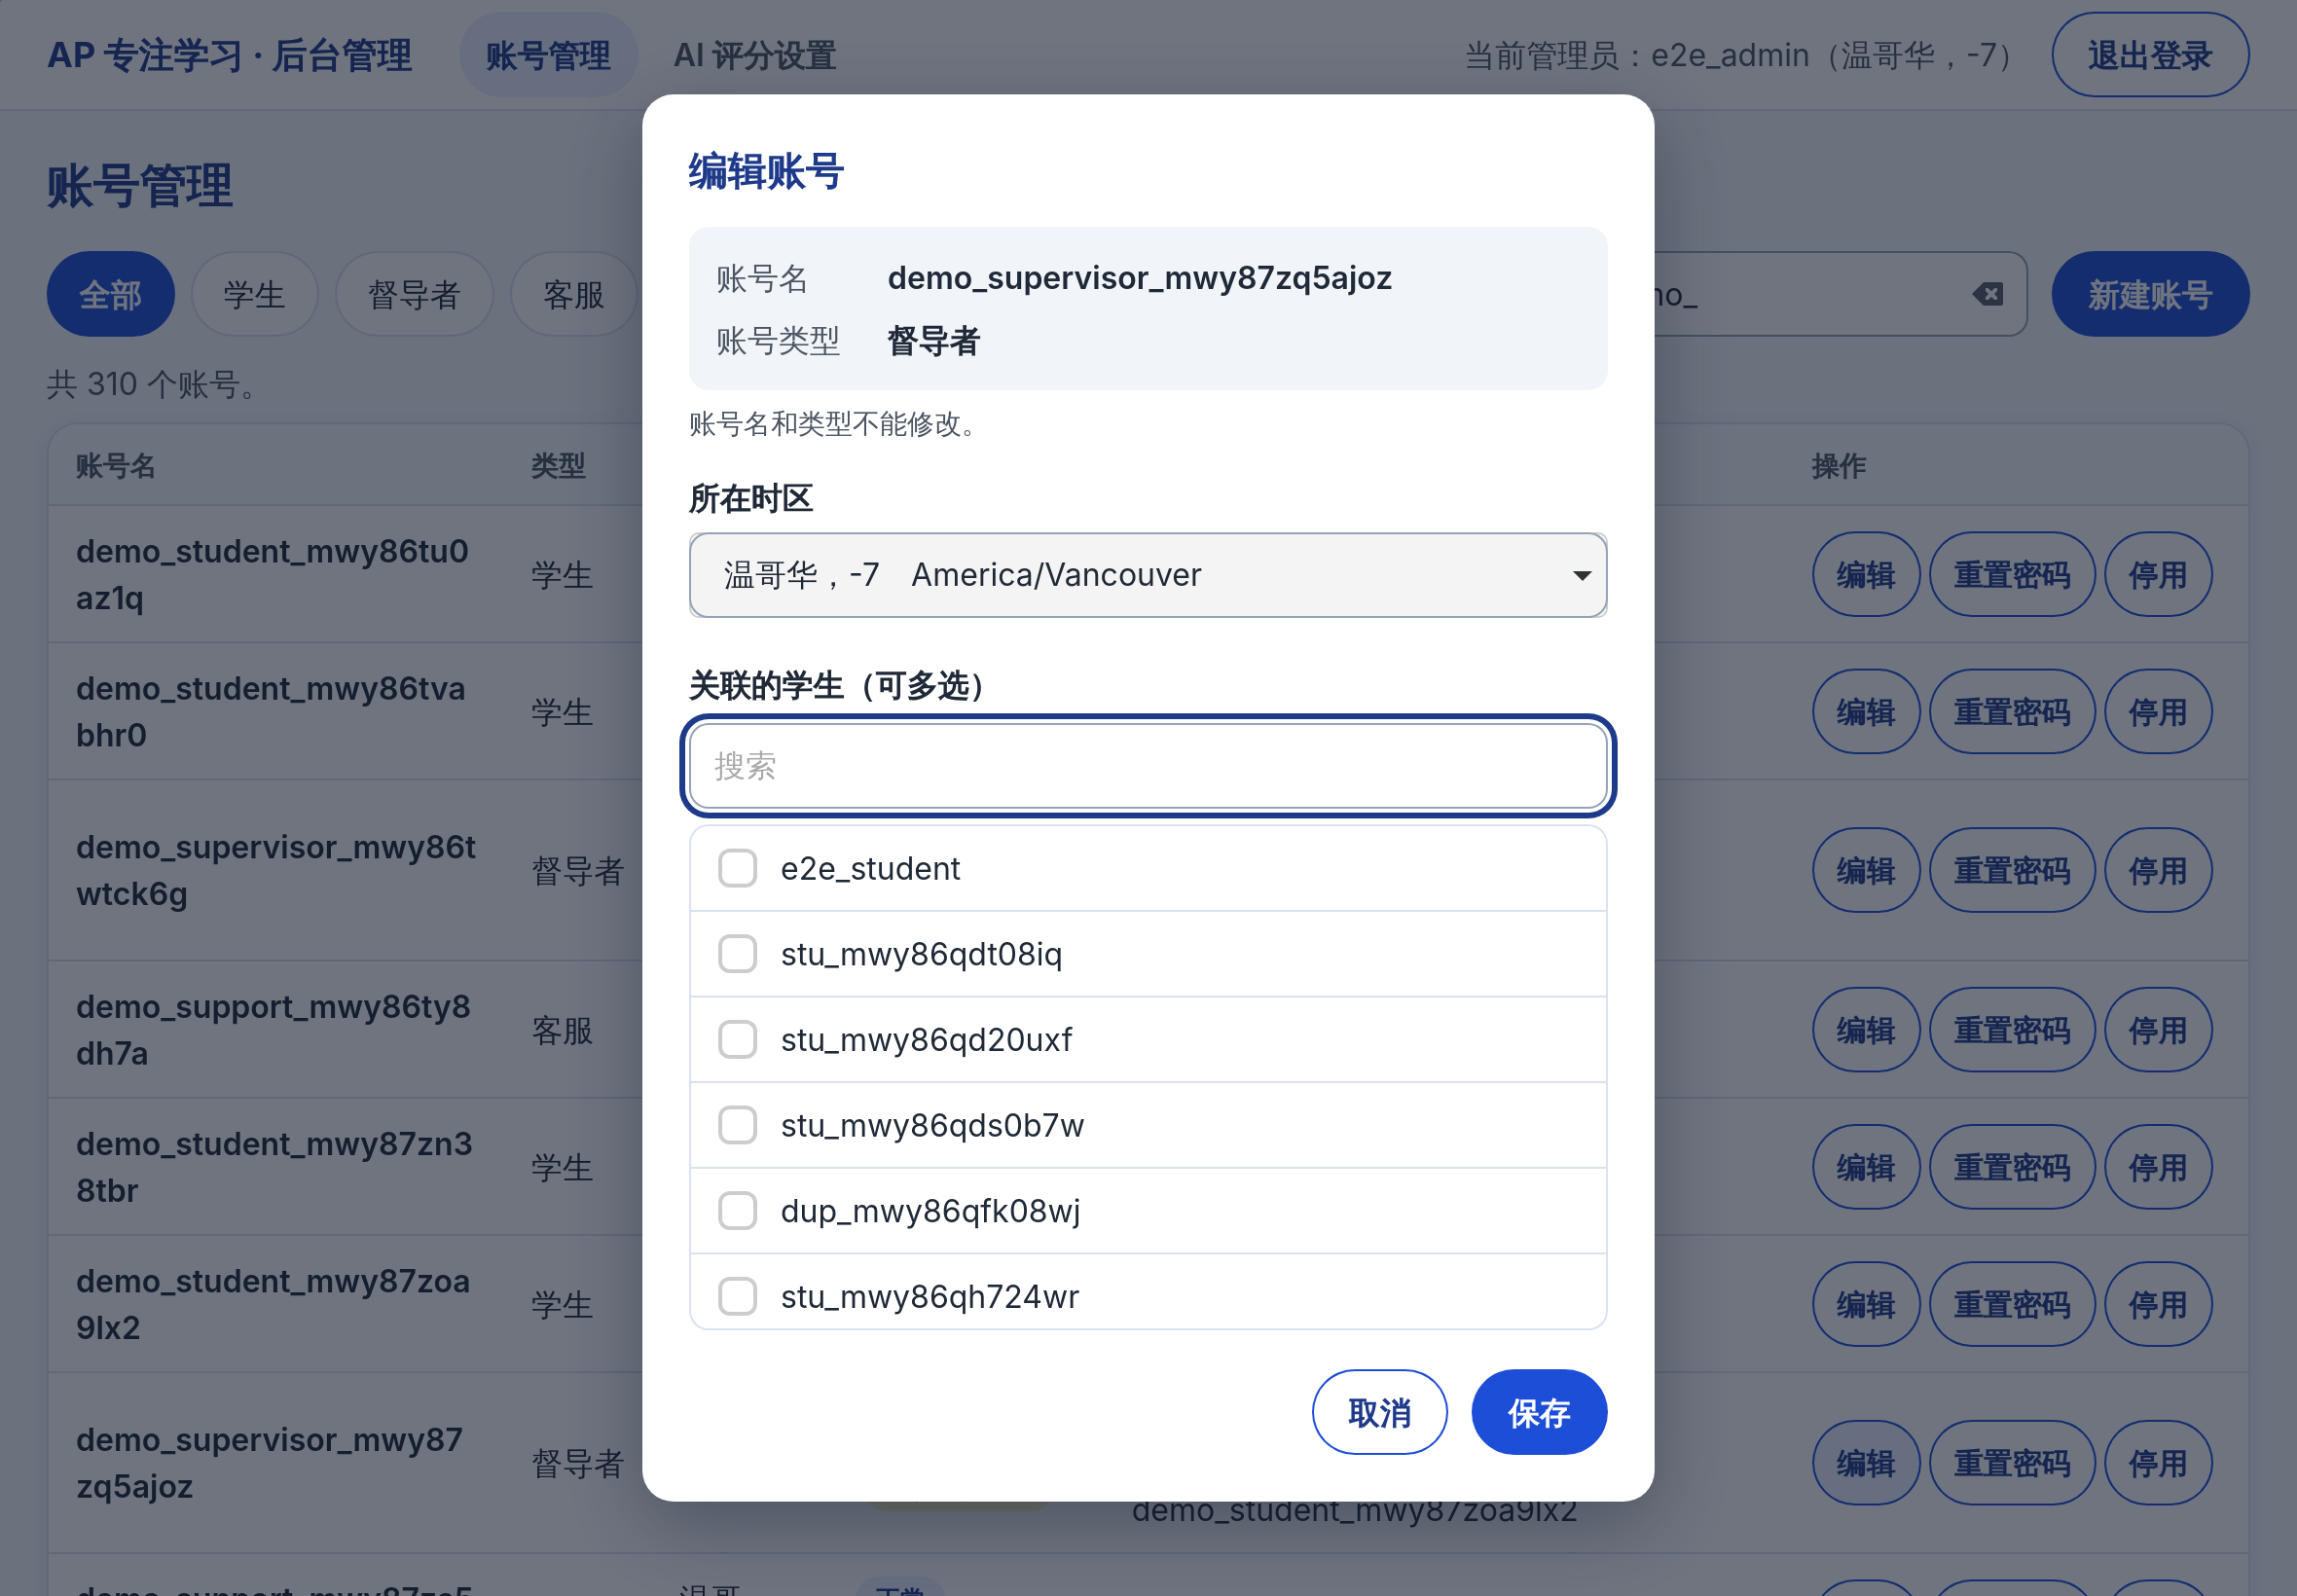 AP 专注学习 · 后台管理 账号管理 AI 评分设置 当前管理员：e2e_admin（温哥华，-7） 退出登录
账号管理
全部 学生 督导者 客服 no_ 新建账号
共 310 个账号。
账号名 类型 操作
demo_student_mwy86tu0
az1q
学生 编辑 重置密码 停用
demo_student_mwy86tva
bhr0
学生 编辑 重置密码 停用
demo_supervisor_mwy86t
wtck6g
督导者 编辑 重置密码 停用
demo_support_mwy86ty8
dh7a
客服 编辑 重置密码 停用
demo_student_mwy87zn3
8tbr
学生 编辑 重置密码 停用
demo_student_mwy87zoa
9lx2
学生 编辑 重置密码 停用
demo_supervisor_mwy87
zq5ajoz
督导者 编辑 重置密码 停用
demo_student_mwy87zoa9lx2
温哥 正常
编辑账号
账号名 demo_supervisor_mwy87zq5ajoz
账号类型 督导者
账号名和类型不能修改。
所在时区
温哥华，-7 America/Vancouver
关联的学生（可多选）
搜索
e2e_student
stu_mwy86qdt08iq
stu_mwy86qd20uxf
stu_mwy86qds0b7w
dup_mwy86qfk08wj
stu_mwy86qh724wr
取消 保存